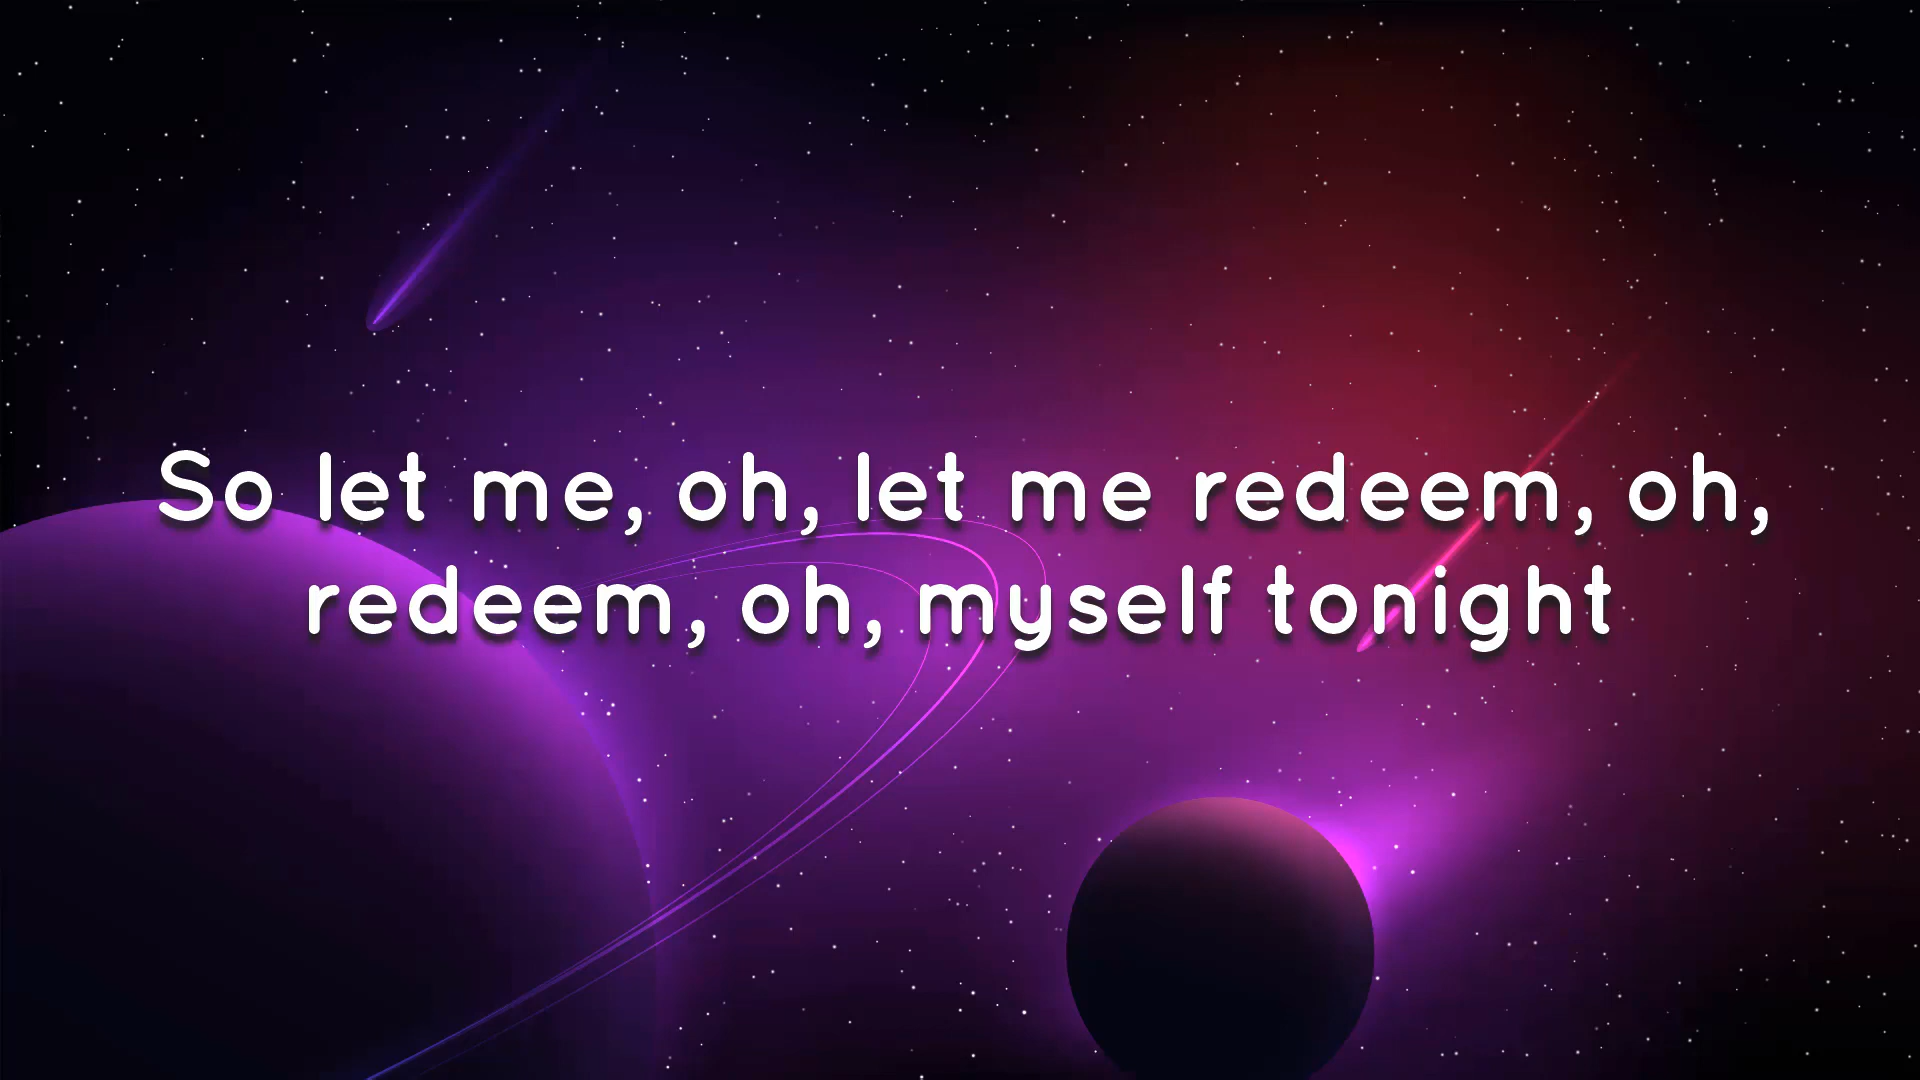 So let me, oh, let me redeem, oh,
redeem, oh, myself tonight